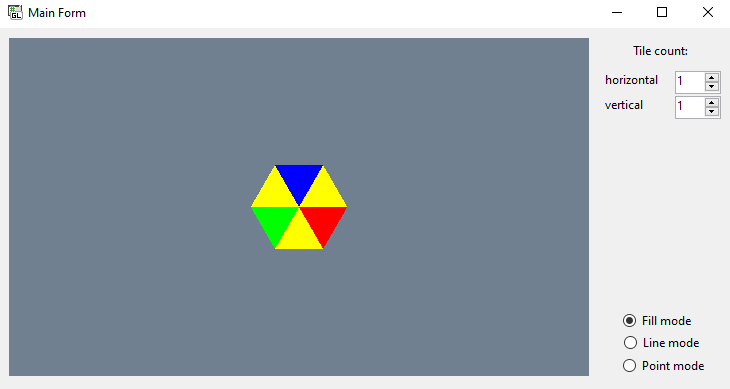 Main Form
Tile count:
horizontal 1
vertical 1
Fill mode
Line mode
Point mode